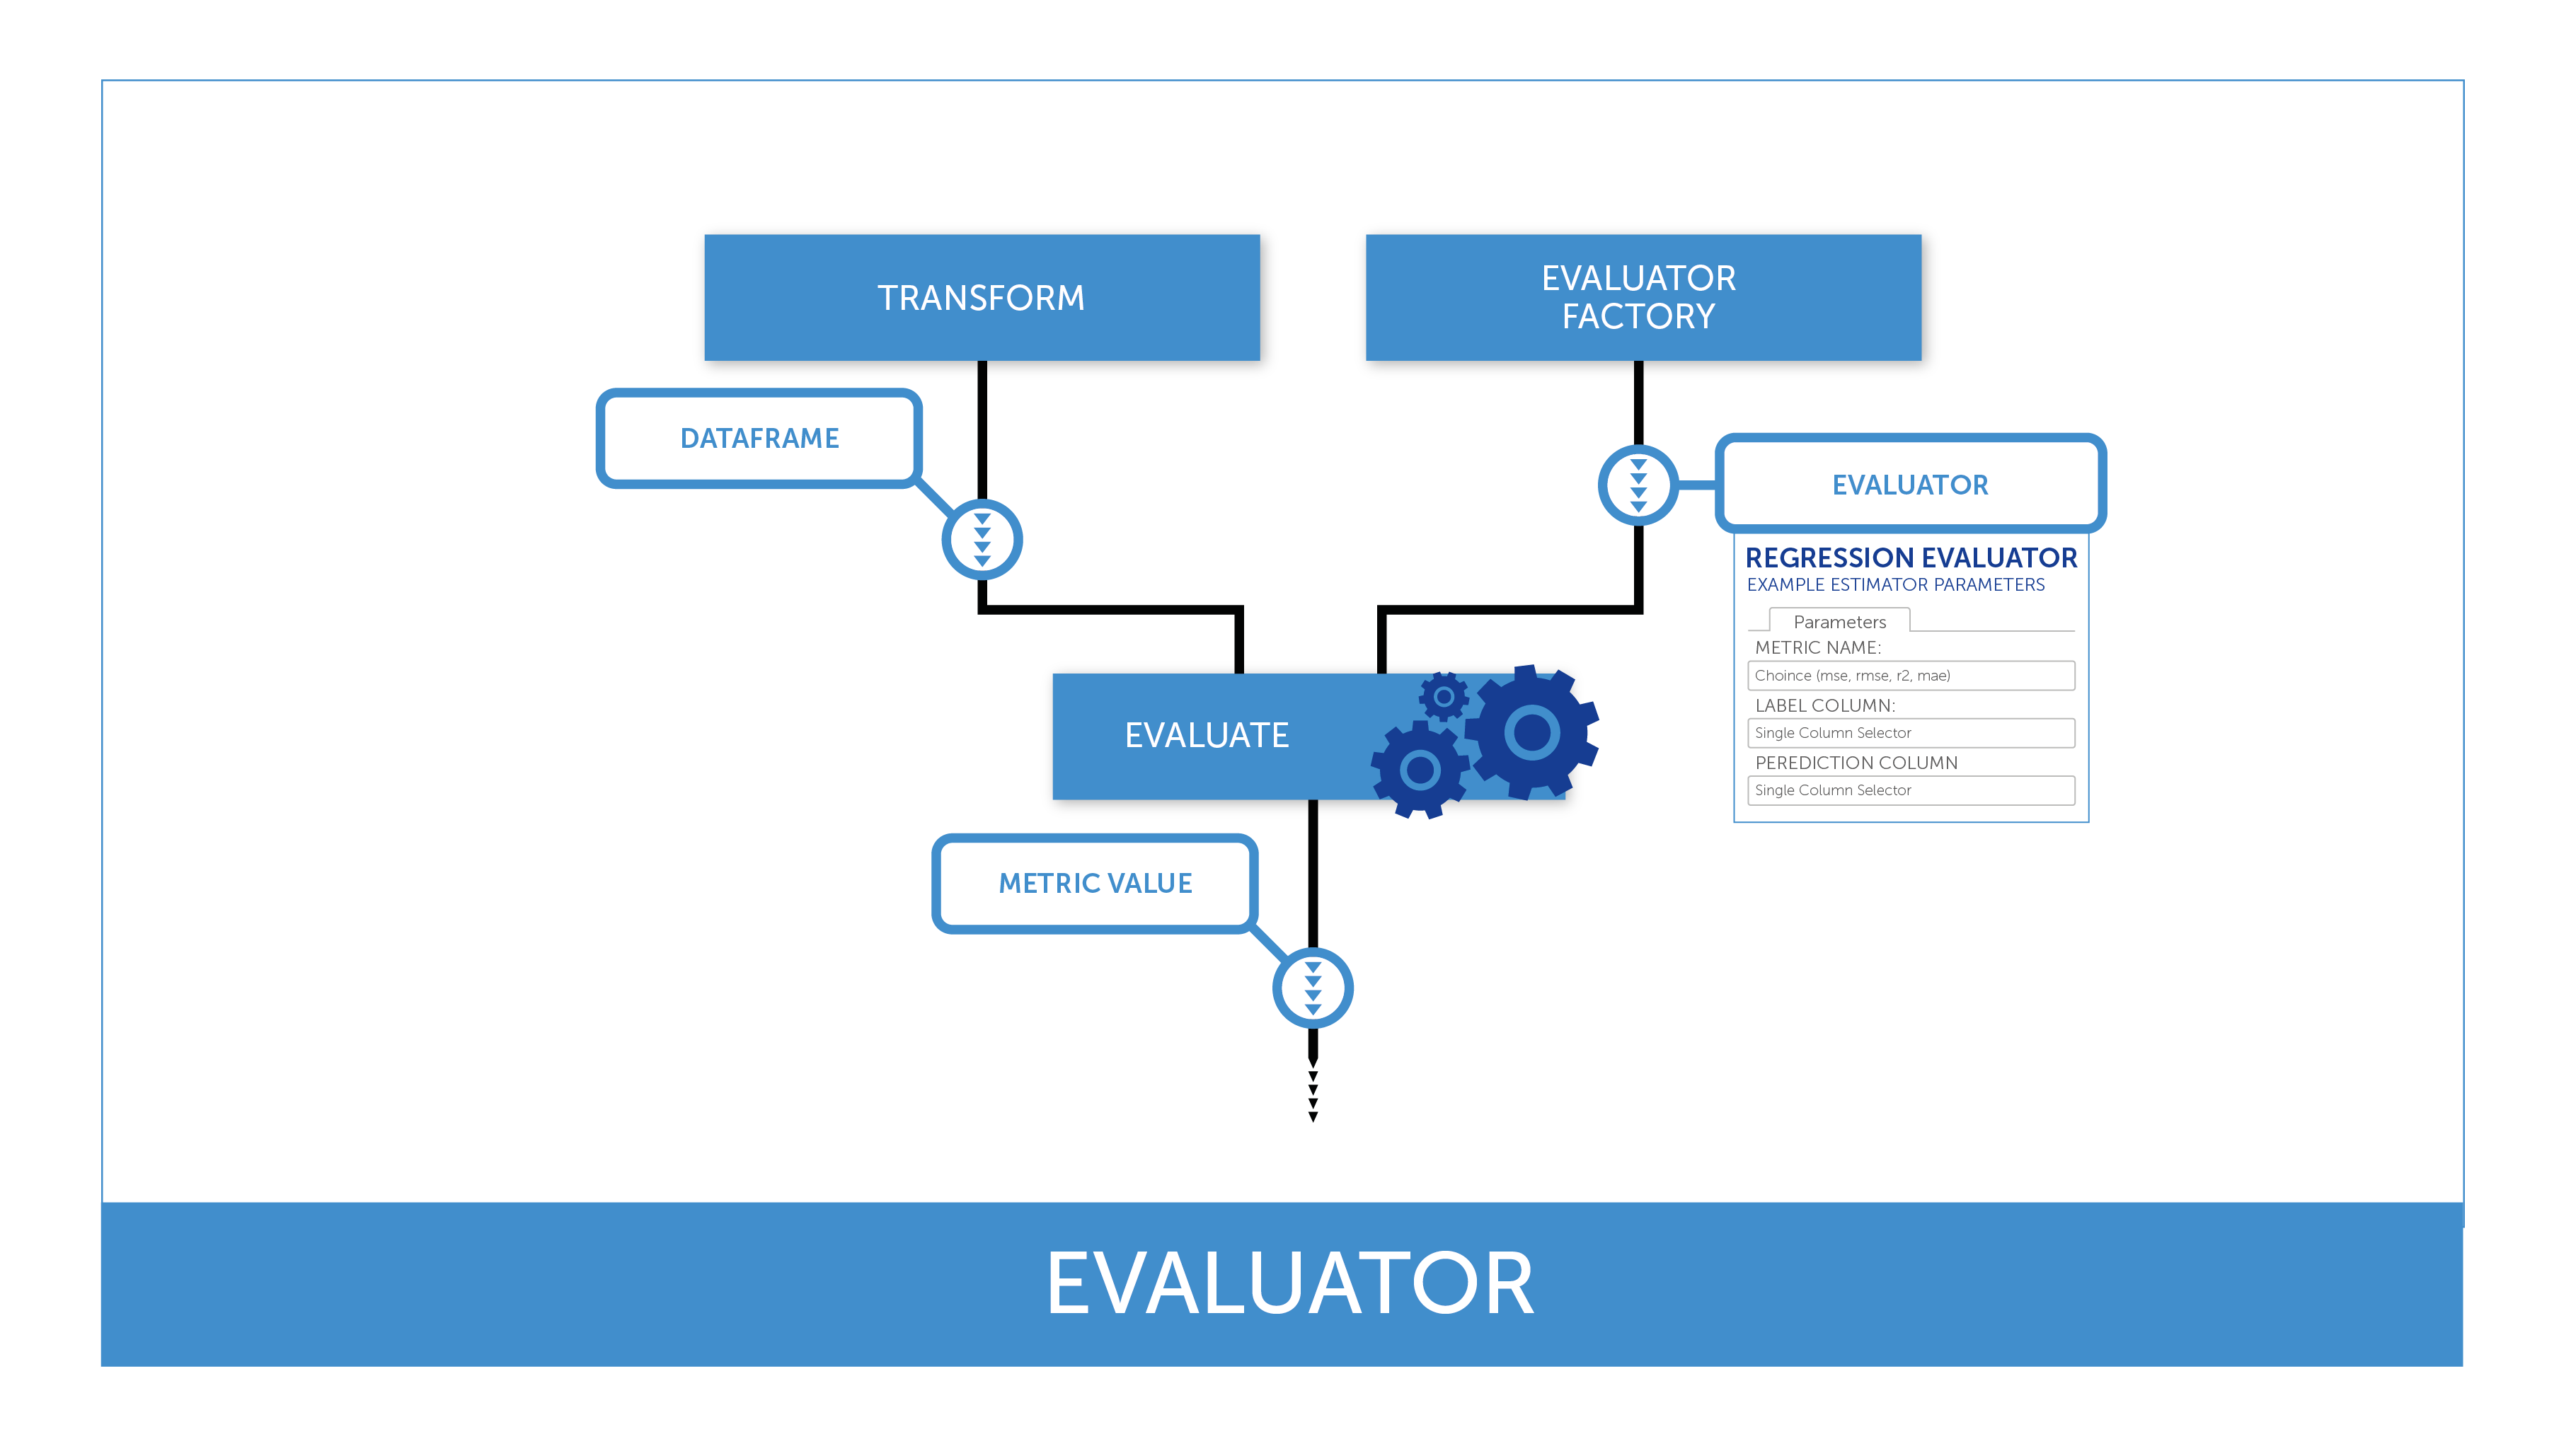 TRANSFORM
EVALUATOR
FACTORY
DATAFRAME
EVALUATOR
REGRESSION EVALUATOR
EXAMPLE ESTIMATOR PARAMETERS
Parameters
METRIC NAME:
Choince (mse, rmse, r2, mae)
LABEL COLUMN:
Single Column Selector
PEREDICTION COLUMN
Single Column Selector
EVALUATE
METRIC VALUE
EVALUATOR